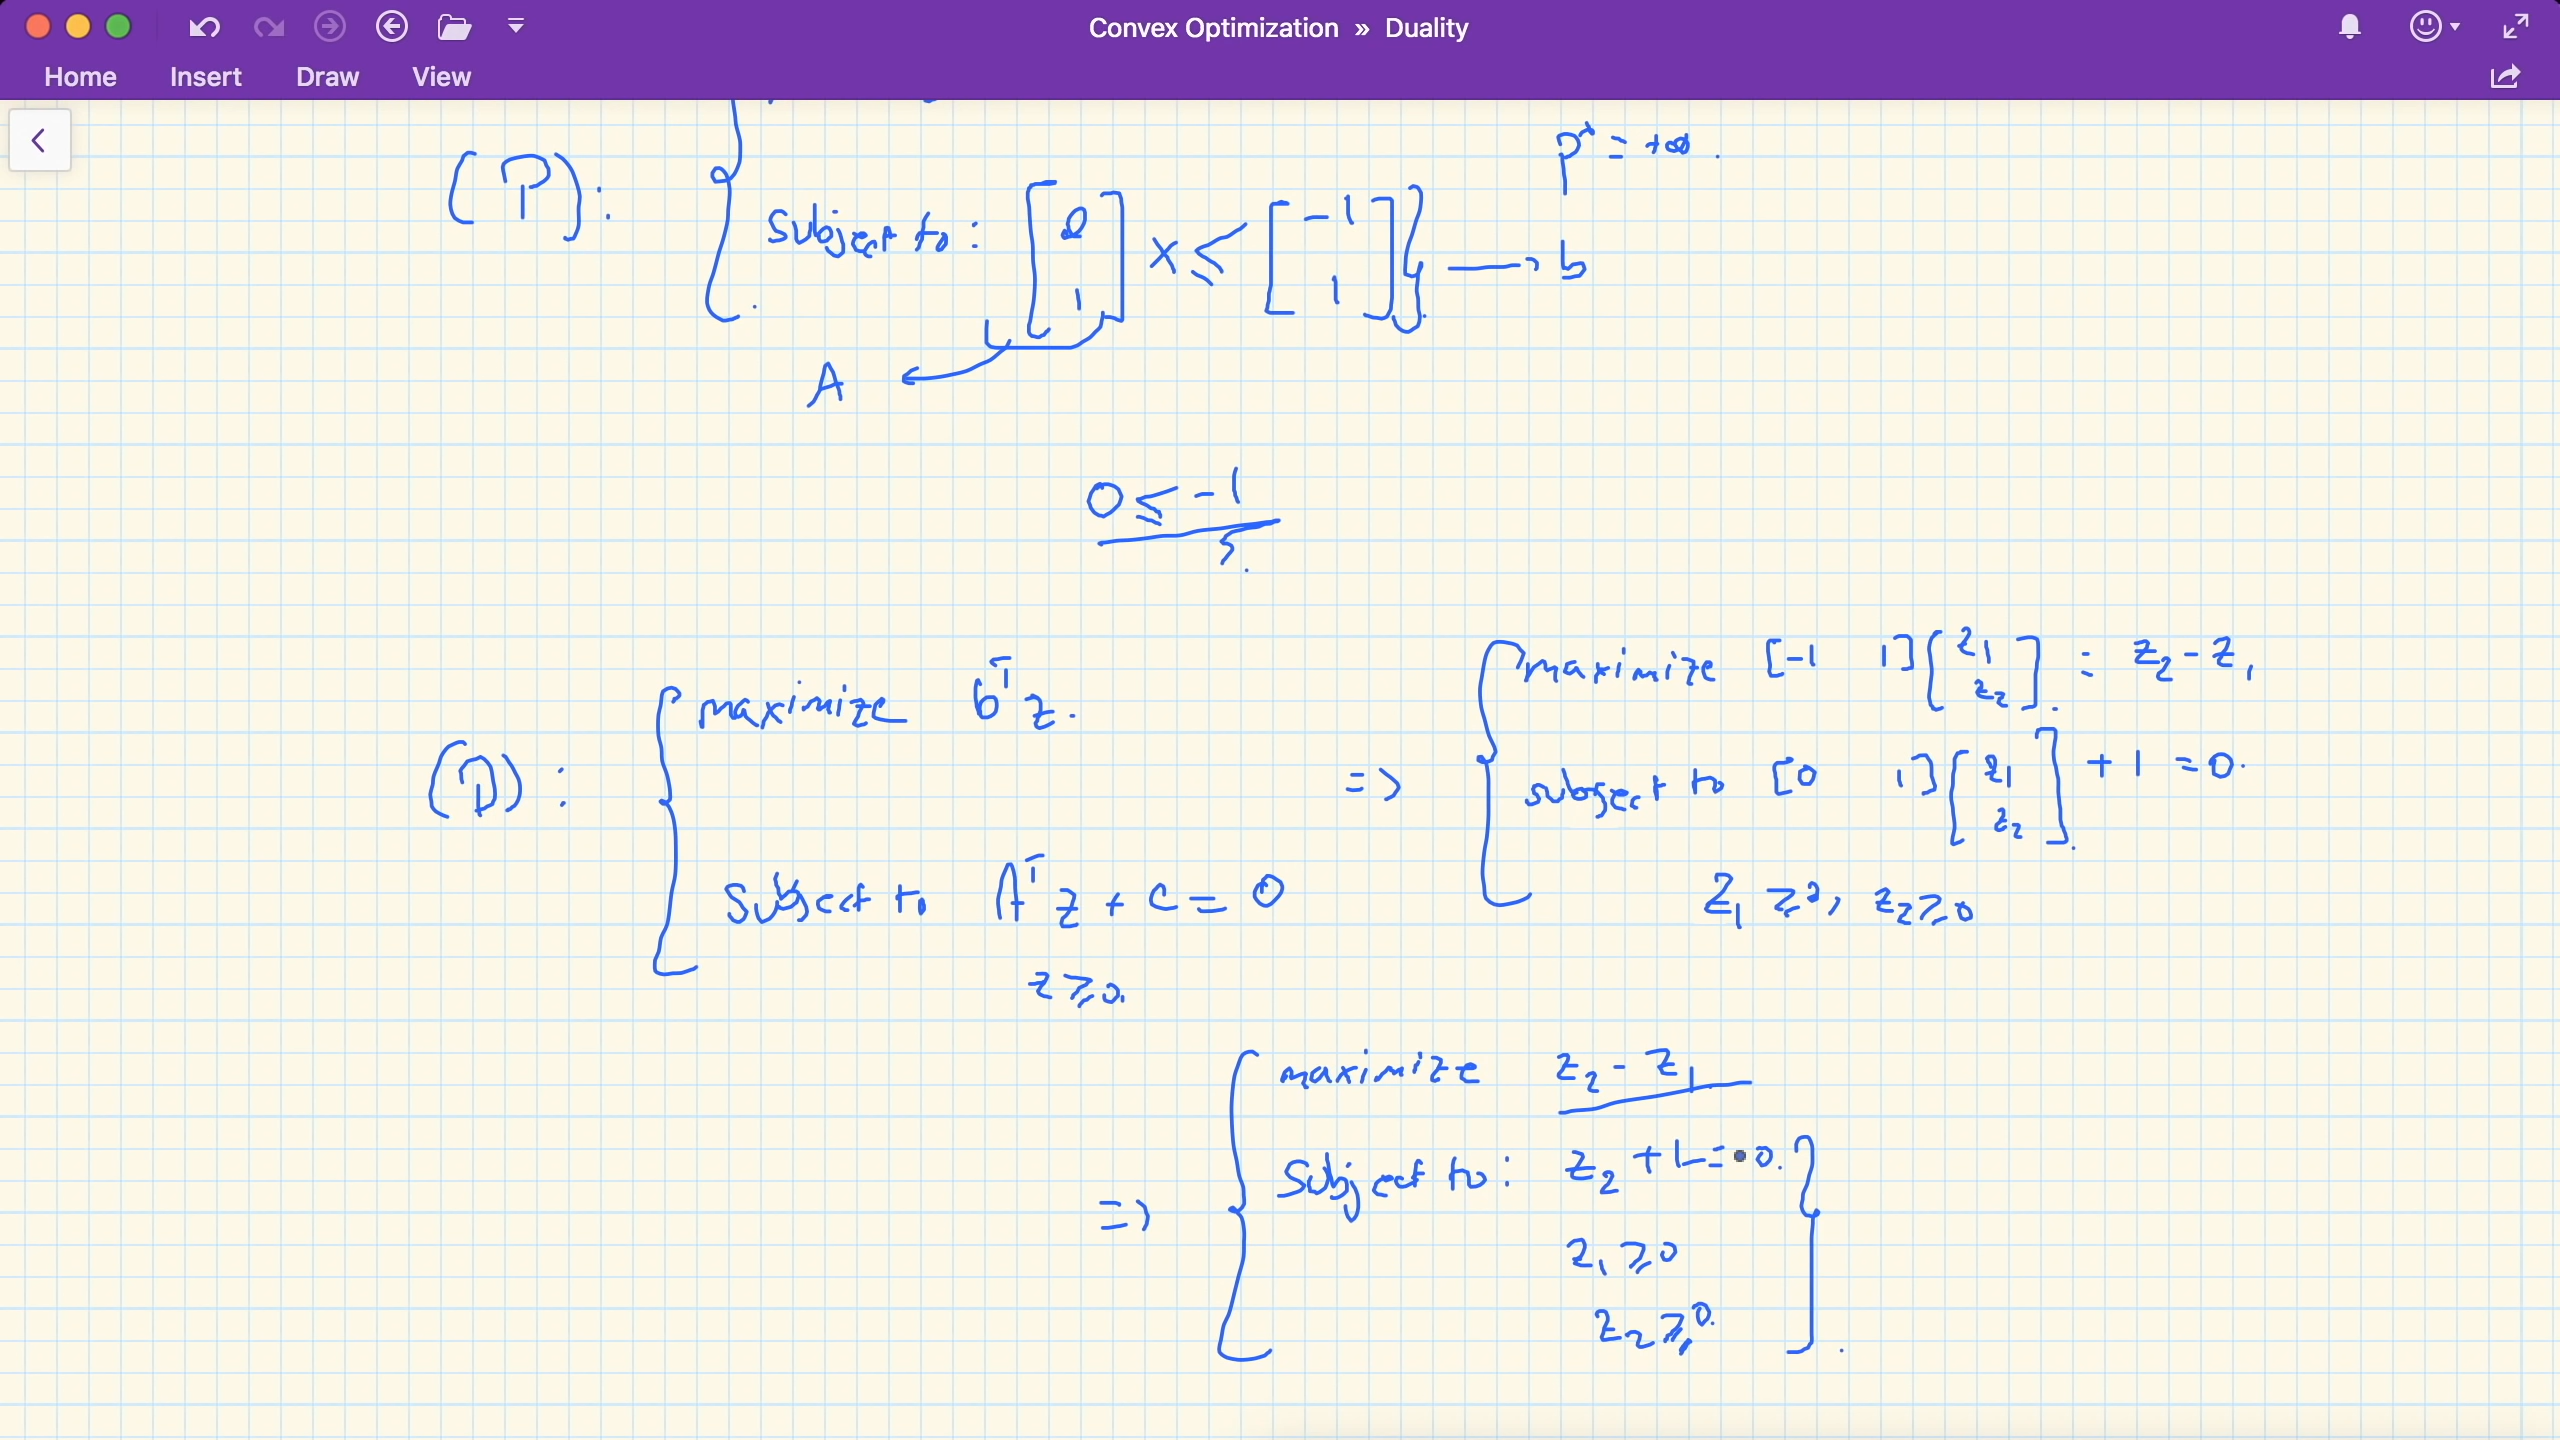 Convex Optimization » Duality
Home Insert Draw View
p* = +∞.
(P):
Subject to: [0 1] x ≤ [-1 1] → b
A
0 ≤ -1
(D):
maximize bᵀz.
Subject to Aᵀz + c = 0
z ≥ 0.
=> maximize [-1 1] [z₁ z₂] = z₂ - z₁
subject to [0 1] [z₁ z₂] + 1 = 0.
z₁ ≥ 0, z₂ ≥ 0
=> maximize z₂ - z₁
Subject to: z₂ + 1 = 0.
z₁ ≥ 0
z₂ ≥ 0.